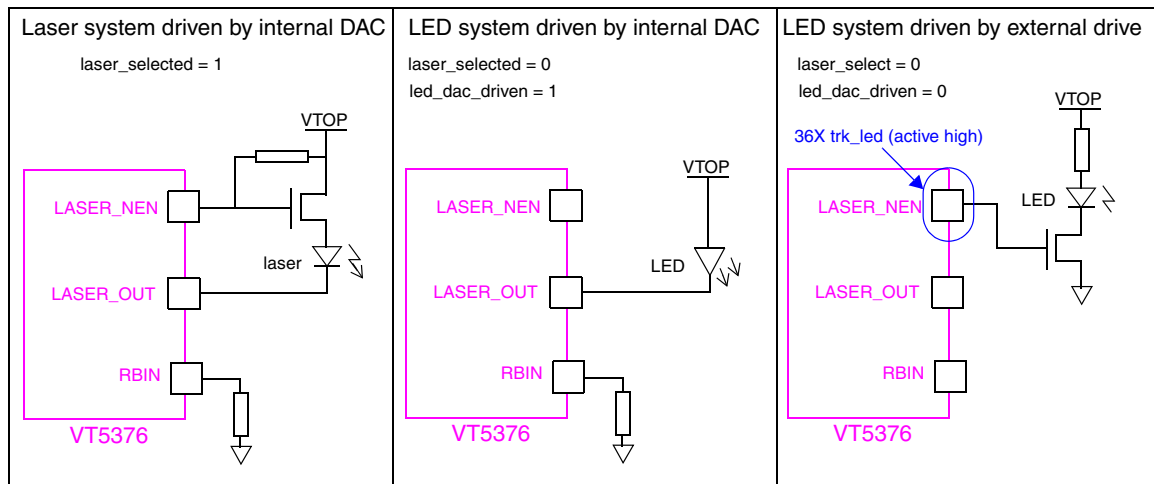 Laser system driven by internal DAC
laser_selected = 1
VTOP
LASER_NEN
laser
LASER_OUT
RBIN
VT5376
LED system driven by internal DAC
laser_selected = 0
led_dac_driven = 1
VTOP
LASER_NEN
LED
LASER_OUT
RBIN
VT5376
LED system driven by external drive
laser_select = 0
led_dac_driven = 0
VTOP
36X trk_led (active high)
LED
LASER_NEN
LASER_OUT
RBIN
VT5376